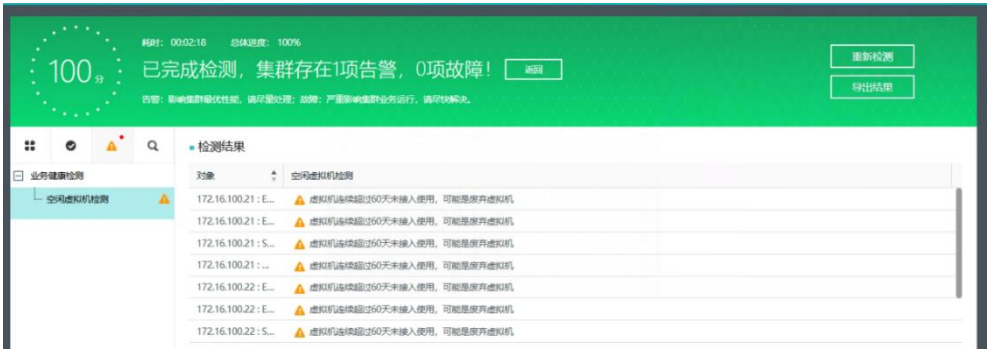 耗时: 00:02:18 总体进度: 100%
100分
已完成检测，集群存在1项告警，0项故障！ 返回
告警：影响集群最优性能，请尽量处理；故障：严重影响集群业务运行，请尽快解决。
重新检测
导出结果
检测结果
业务健康检测
空闲虚拟机检测
对象 空闲虚拟机检测
172.16.100.21 : E... 虚拟机连续超过60天未接入使用，可能是废弃虚拟机
172.16.100.21 : E... 虚拟机连续超过60天未接入使用，可能是废弃虚拟机
172.16.100.21 : S... 虚拟机连续超过60天未接入使用，可能是废弃虚拟机
172.16.100.21 : ... 虚拟机连续超过60天未接入使用，可能是废弃虚拟机
172.16.100.22 : E... 虚拟机连续超过60天未接入使用，可能是废弃虚拟机
172.16.100.22 : E... 虚拟机连续超过60天未接入使用，可能是废弃虚拟机
172.16.100.22 : S... 虚拟机连续超过60天未接入使用，可能是废弃虚拟机